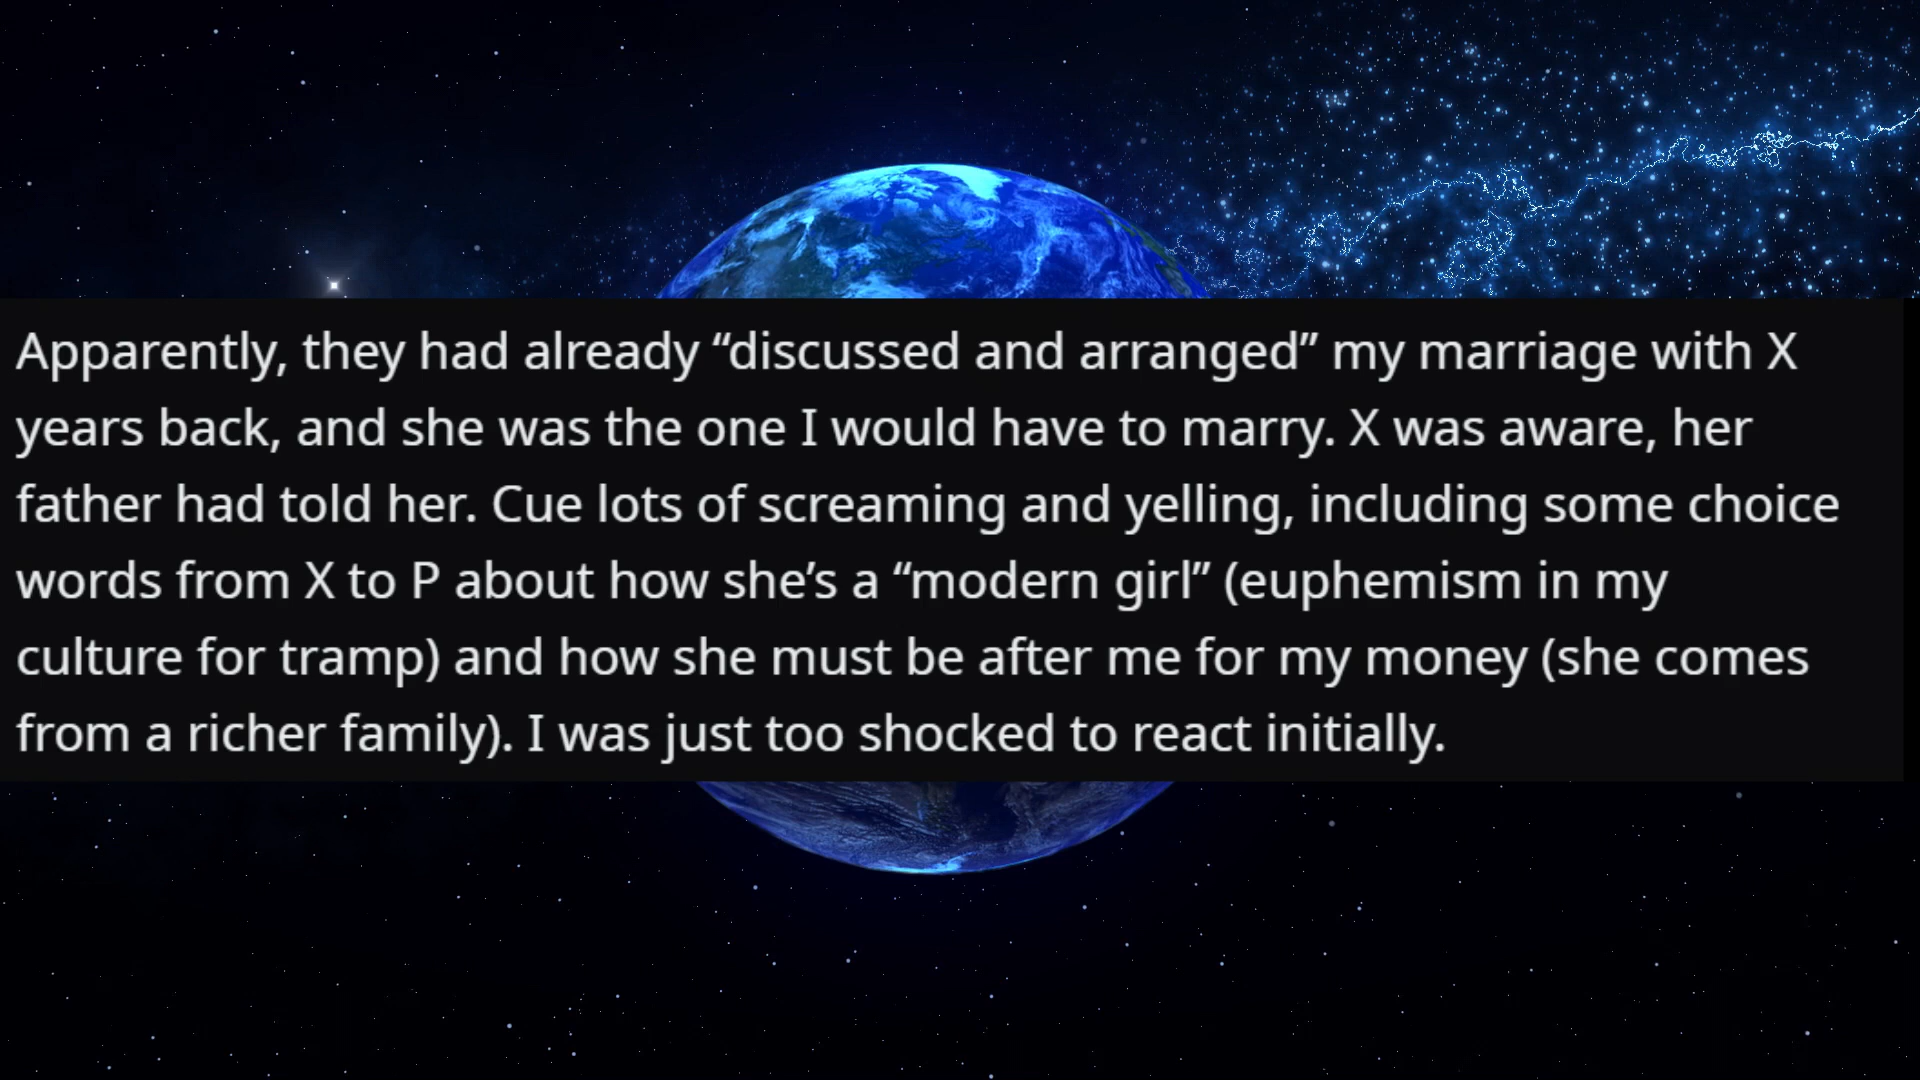 Apparently, they had already “discussed and arranged” my marriage with X
years back, and she was the one I would have to marry. X was aware, her
father had told her. Cue lots of screaming and yelling, including some choice
words from X to P about how she’s a “modern girl” (euphemism in my
culture for tramp) and how she must be after me for my money (she comes
from a richer family). I was just too shocked to react initially.